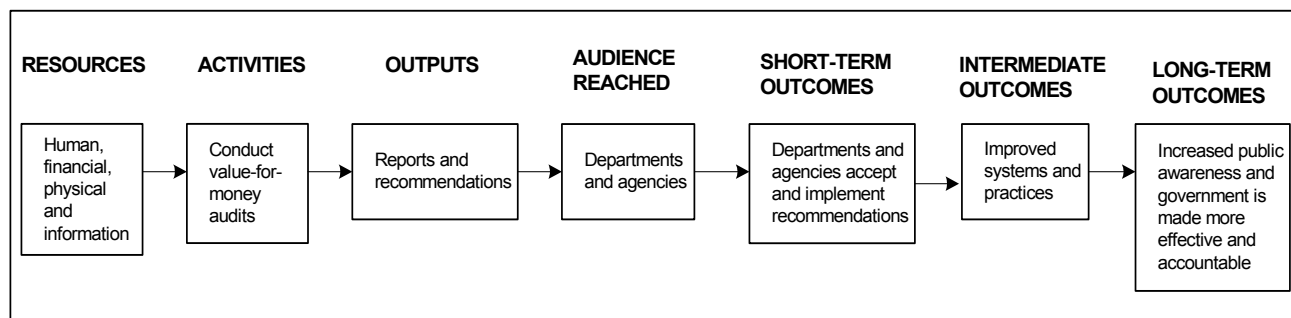 RESOURCES
ACTIVITIES
OUTPUTS
AUDIENCE
REACHED
SHORT-TERM
OUTCOMES
INTERMEDIATE
OUTCOMES
LONG-TERM
OUTCOMES
Human,
financial,
physical
and
information
Conduct
value-for-
money
audits
Reports and
recommendations
Departments
and agencies
Departments and
agencies accept
and implement
recommendations
Improved
systems and
practices
Increased public
awareness and
government is
made more
effective and
accountable